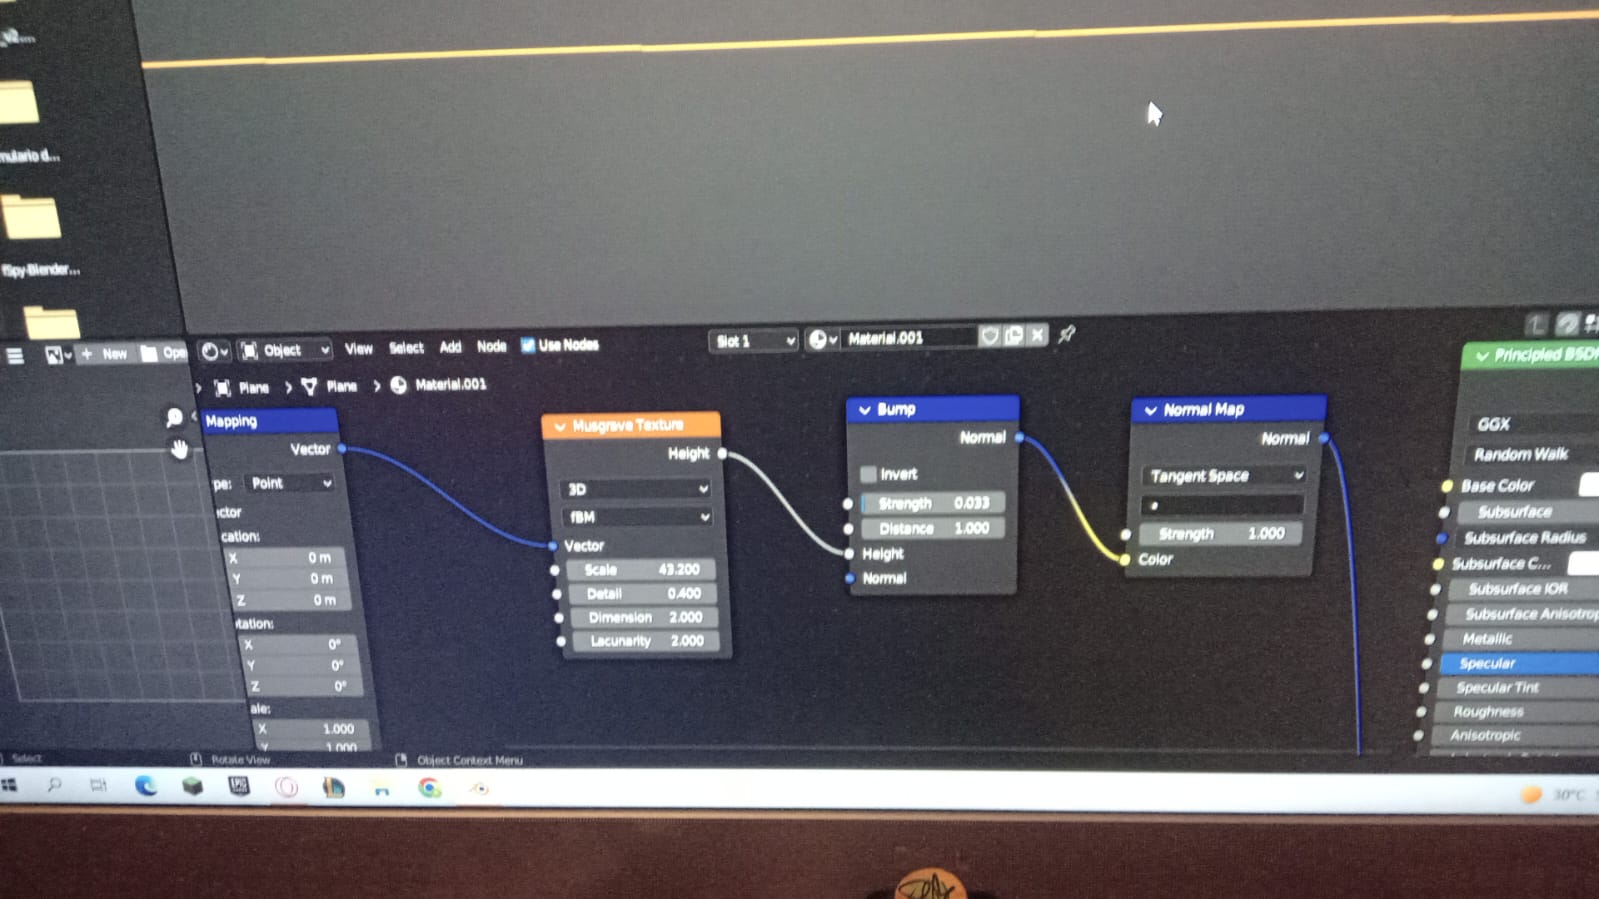 _v2....
mulario d...
fSpy-Blender...
New
Ope
Object
View
Select
Add
Node
Use Nodes
Slot 1
Material.001
Plane
Plane
Material.001
Mapping
Vector
pe:
Point
ctor
cation:
X 0 m
Y 0 m
Z 0 m
tation:
X 0°
Y 0°
Z 0°
ale:
X 1.000
Y 1.000
Musgrave Texture
Height
3D
fBM
Vector
Scale 43.200
Detail 0.400
Dimension 2.000
Lacunarity 2.000
Bump
Normal
Invert
Strength 0.033
Distance 1.000
Height
Normal
Normal Map
Normal
Tangent Space
Strength 1.000
Color
Principled BSDF
GGX
Random Walk
Base Color
Subsurface
Subsurface Radius
Subsurface C...
Subsurface IOR
Subsurface Anisotrop
Metallic
Specular
Specular Tint
Roughness
Anisotropic
Select
Rotate View
Object Context Menu
EPIC
30°C